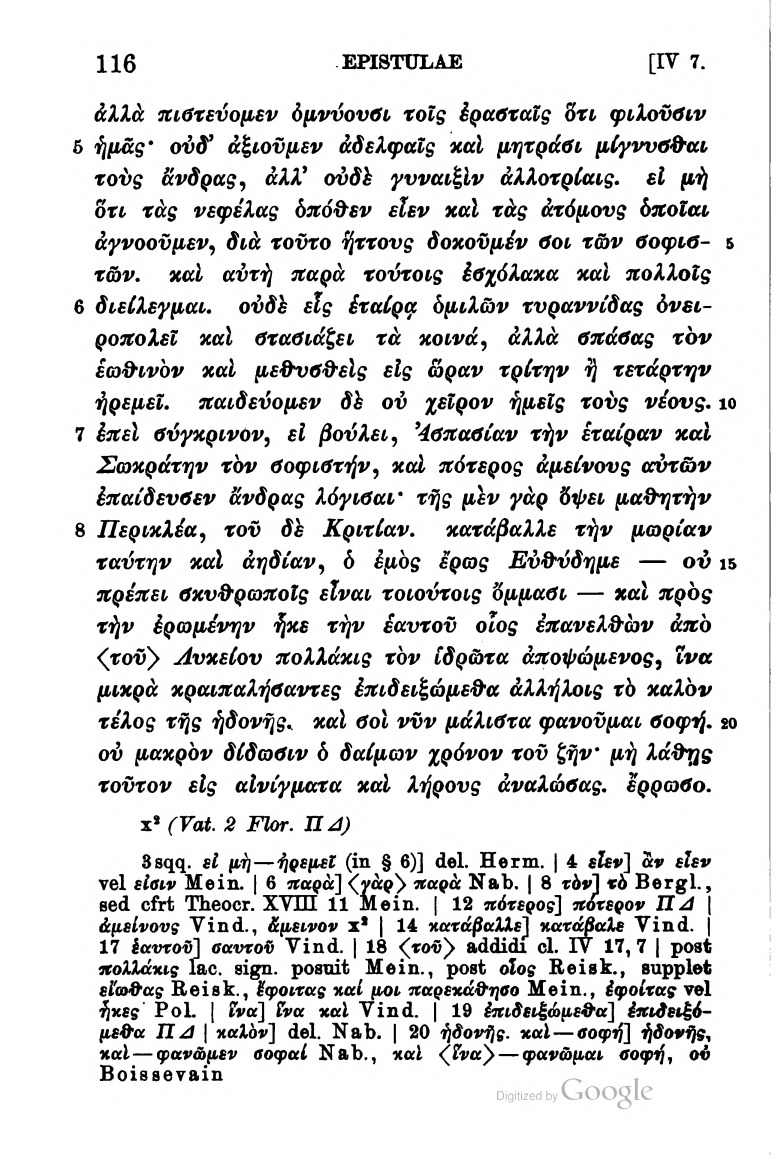 116 EPISTULAE [IV 7.
ἀλλὰ πιστεύομεν ὀμνύουσι τοῖς ἐρασταῖς ὅτι φιλοῦσιν
5 ἡμᾶς· οὐδ’ ἀξιοῦμεν ἀδελφαῖς καὶ μητράσι μίγνυσθαι
τοὺς ἄνδρας, ἀλλ’ οὐδὲ γυναιξὶν ἀλλοτρίαις. εἰ μὴ
ὅτι τὰς νεφέλας ὁπόθεν εἶεν καὶ τὰς ἀτόμους ὁποῖαι
ἀγνοοῦμεν, διὰ τοῦτο ἥττους δοκοῦμέν σοι τῶν σοφισ- 5
τῶν. καὶ αὐτὴ παρὰ τούτοις ἐσχόλακα καὶ πολλοῖς
6 διείλεγμαι. οὐδὲ εἷς ἑταίρᾳ ὁμιλῶν τυραννίδας ὀνει-
ροπολεῖ καὶ στασιάζει τὰ κοινά, ἀλλὰ σπάσας τὸν
ἑωθινὸν καὶ μεθυσθεὶς εἰς ὥραν τρίτην ἢ τετάρτην
ἠρεμεῖ. παιδεύομεν δὲ οὐ χεῖρον ἡμεῖς τοὺς νέους. 10
7 ἐπεὶ σύγκρινον, εἰ βούλει, Ἀσπασίαν τὴν ἑταίραν καὶ
Σωκράτην τὸν σοφιστήν, καὶ πότερος ἀμείνους αὐτῶν
ἐπαίδευσεν ἄνδρας λόγισαι· τῆς μὲν γὰρ ὄψει μαθητὴν
8 Περικλέα, τοῦ δὲ Κριτίαν. κατάβαλλε τὴν μωρίαν
ταύτην καὶ ἀηδίαν, ὁ ἐμὸς ἔρως Εὐθύδημε — οὐ 15
πρέπει σκυθρωποῖς εἶναι τοιούτοις ὄμμασι — καὶ πρὸς
τὴν ἐρωμένην ἧκε τὴν ἑαυτοῦ οἷος ἐπανελθὼν ἀπὸ
⟨τοῦ⟩ Λυκείου πολλάκις τὸν ἱδρῶτα ἀποψώμενος, ἵνα
μικρὰ κραιπαλήσαντες ἐπιδειξώμεθα ἀλλήλοις τὸ καλὸν
τέλος τῆς ἡδονῆς. καὶ σοὶ νῦν μάλιστα φανοῦμαι σοφή. 20
οὐ μακρὸν δίδωσιν ὁ δαίμων χρόνον τοῦ ζῆν· μὴ λάθῃς
τοῦτον εἰς αἰνίγματα καὶ λήρους ἀναλώσας. ἔρρωσο.
x² (Vat. 2 Flor. Π Δ)
3 sqq. εἰ μὴ—ἠρεμεῖ (in § 6)] del. Herm. | 4 εἶεν] ἂν εἶεν
vel εἰσιν Mein. | 6 παρὰ] ⟨γὰρ⟩ παρὰ Nab. | 8 τὸν] τὸ Bergl.,
sed cfrt Theocr. XVIII 11 Mein. | 12 πότερος] πότερον Π Δ |
ἀμείνους Vind., ἄμεινον x² | 14 κατάβαλλε] κατάβαλε Vind. |
17 ἑαυτοῦ] σαυτοῦ Vind. | 18 ⟨τοῦ⟩ addidi cl. IV 17, 7 | post
πολλάκις lac. sign. posuit Mein., post οἷος Reisk., supplet
εἴωθας Reisk., ἔφοιτας καί μοι παρεκάθησο Mein., ἐφοίτας vel
ἧκες Pol. | ἵνα] ἵνα καὶ Vind. | 19 ἐπιδειξώμεθα] ἐπιδειξό-
μεθα Π Δ | καλὸν] del. Nab. | 20 ἡδονῆς. καὶ—σοφή] ἡδονῆς,
καὶ—φανῶμεν σοφαί Nab., καὶ ⟨ἵνα⟩—φανῶμαι σοφή, οὐ
Boissevain
Digitized by Google